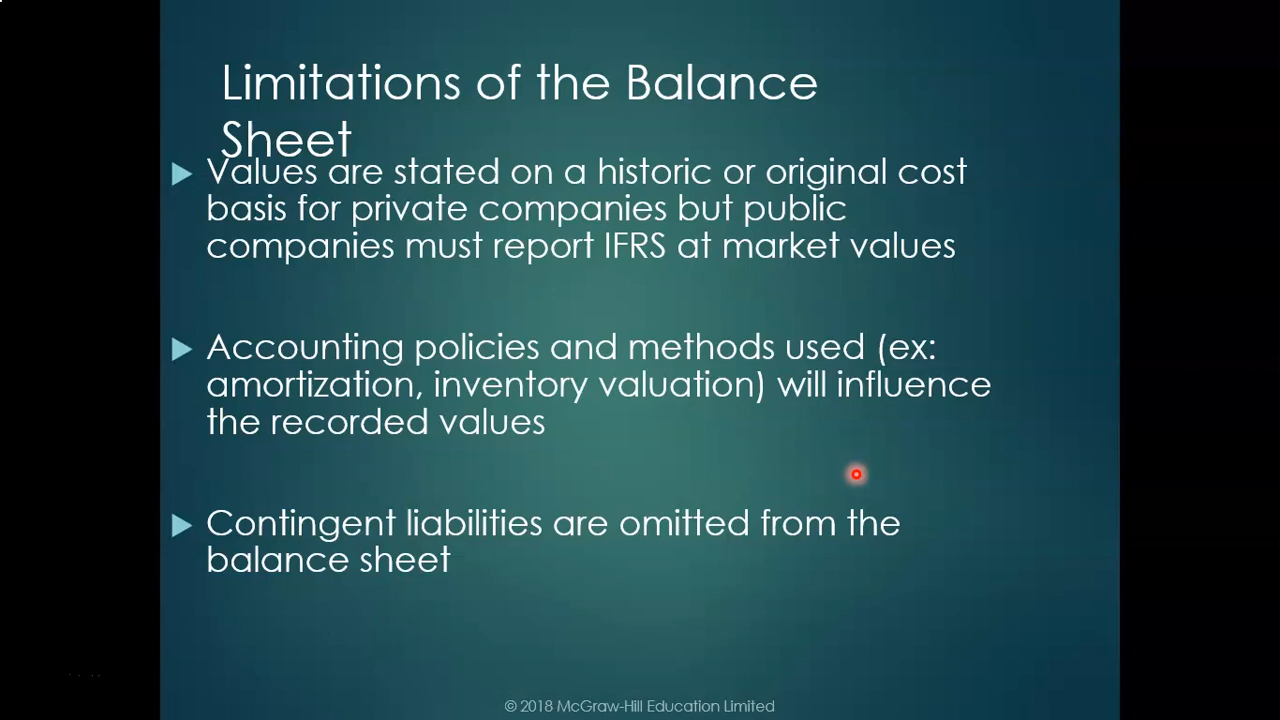 Limitations of the Balance
Sheet
Values are stated on a historic or original cost
basis for private companies but public
companies must report IFRS at market values
Accounting policies and methods used (ex:
amortization, inventory valuation) will influence
the recorded values
Contingent liabilities are omitted from the
balance sheet
© 2018 McGraw-Hill Education Limited